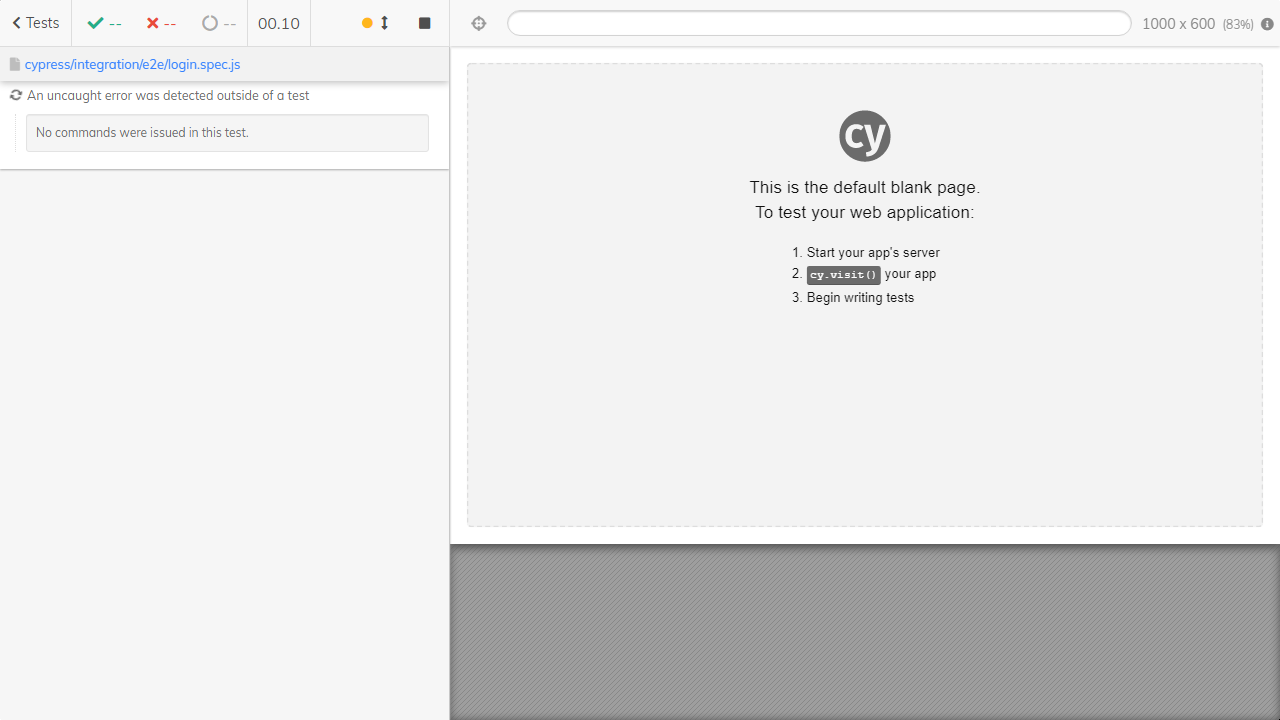 Tests
--
--
--
00.10
1000 x 600 (83%)
cypress/integration/e2e/login.spec.js
An uncaught error was detected outside of a test
No commands were issued in this test.
cy
This is the default blank page.
To test your web application:
1. Start your app's server
2. cy.visit() your app
3. Begin writing tests